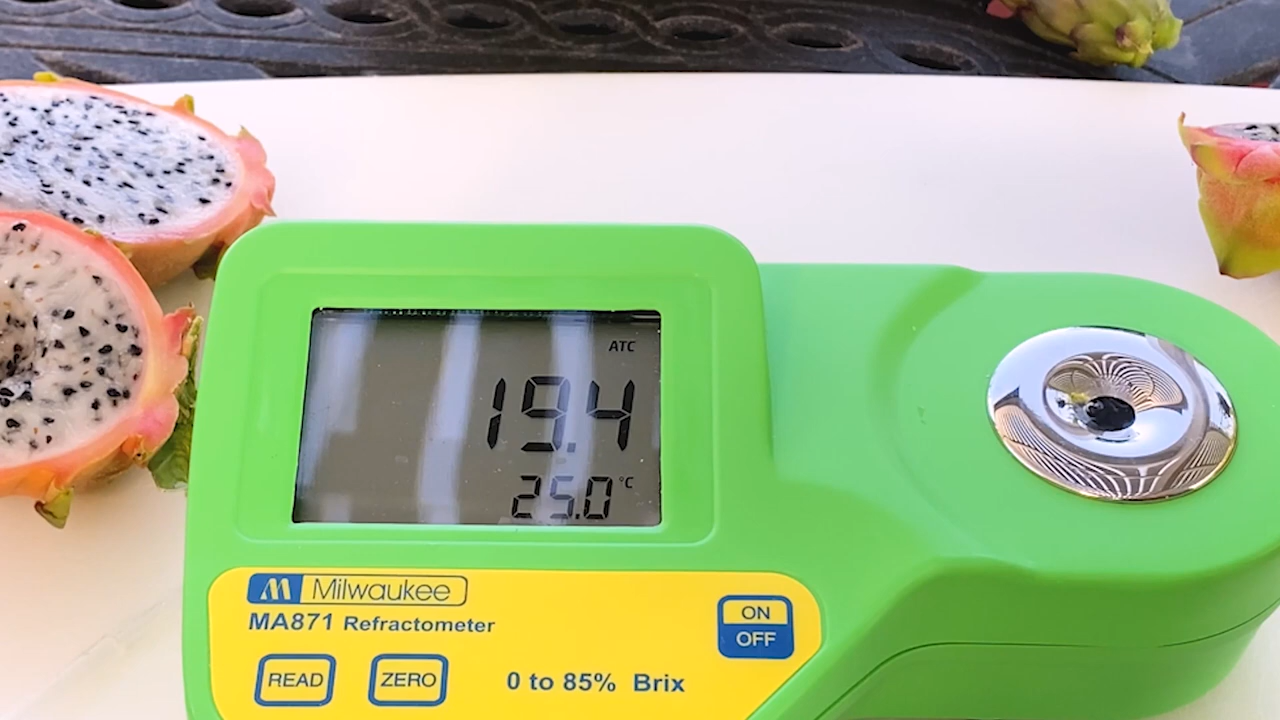 ATC
19.4
25.0 °C
Milwaukee
MA871 Refractometer
ON
OFF
READ
ZERO
0 to 85% Brix